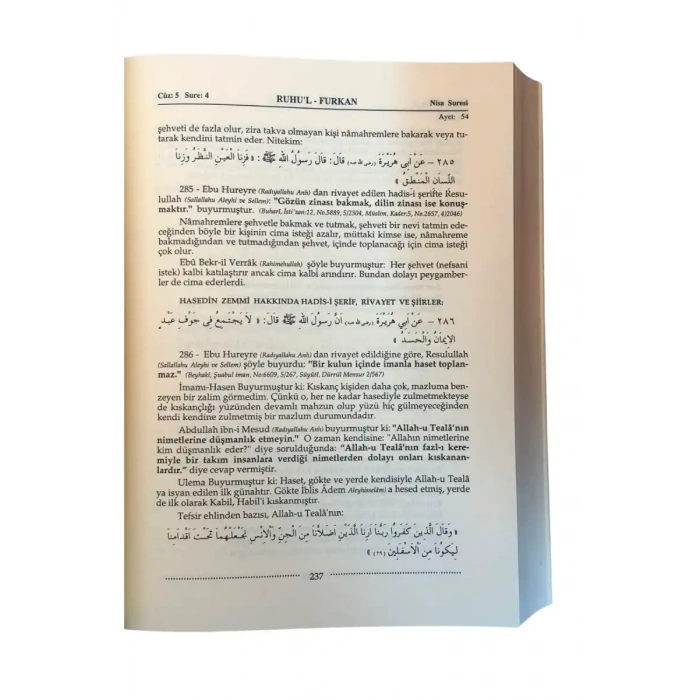 Cüz: 5 Sure: 4 RUHU'L - FURKAN Nisa Suresi
Ayet: 54
şehveti de fazla olur, zira takva olmayan kişi nâmahremlere bakarak veya tu-
tarak kendini tatmin eder. Nitekim:
٢٨٥ – عَنْ اَبِي هُرَيْرَةَ (رضي الله عنه) قَالَ: قَالَ رَسُولُ اللهِ ﷺ: « فَزِنَا الْعَيْنِ النَّظَرُ وَزِنَا
اللِّسَانِ الْمَنْطِقُ »
285 - Ebu Hureyre (Radıyallahu Anh) dan rivayet edilen hadis-i şerifte Resu-
lullah (Sallallahu Aleyhi ve Sellem): "Gözün zinası bakmak, dilin zinası ise konuş-
maktır." buyurmuştur. (Buharî, İsti'zan:12, No.5889, 5/2304, Müslim, Kader:5, No.2657, 4/2046)
Nâmahremlere şehvetle bakmak ve tutmak, şehveti bir nevi tatmin ede-
ceğinden böyle bir kişinin cima isteği azalır, müttaki kimse ise, nâmahreme
bakmadığından ve tutmadığından şehvet, içinde toplanacağı için cima isteği
çok olur.
Ebû Bekr-il Verrâk (Rahimehullah) şöyle buyurmuştur: Her şehvet (nefsani
istek) kalbi katılaştırır ancak cima kalbi arındırır. Bundan dolayı peygamber-
ler de cima ederlerdi.
HASEDİN ZEMMİ HAKKINDA HADİS-İ ŞERİF, RİVAYET VE ŞİİRLER:
٢٨٦ – عَنْ اَبِي هُرَيْرَةَ (رضي الله عنه) اَنَّ رَسُولَ اللهِ ﷺ قَالَ: « لَا يَجْتَمِعُ فِي جَوْفِ عَبْدٍ
الْاِيمَانُ وَالْحَسَدُ »
286 - Ebu Hureyre (Radıyallahu Anh) dan rivayet edildiğine göre, Resulullah
(Sallallahu Aleyhi ve Sellem) şöyle buyurdu: "Bir kulun içinde imanla haset toplan-
maz." (Beyhakî, Şuabul iman, No:6609, 5/267, Süyûtî, Dürrül Mensur 2/567)
İmamı-Hasen Buyurmuştur ki: Kıskanç kişiden daha çok, mazluma ben-
zeyen bir zalim görmedim. Çünkü o, her ne kadar hasediyle zulmetmekteyse
de kıskançlığı yüzünden devamlı mahzun olup yüzü hiç gülmeyeceğinden
kendi kendine zulmetmiş bir mazlum durumundadır.
Abdullah ibni Mesud (Radıyallahu Anh) buyurmuştur ki: "Allah-u Tealâ'nın
nimetlerine düşmanlık etmeyin." O zaman kendisine: "Allahın nimetlerine
kim düşmanlık eder?" diye sorulduğunda: "Allah-u Tealâ'nın fazl-ı kere-
miyle bir takım insanlara verdiği nimetlerden dolayı onları kıskanan-
lardır." diye cevap vermiştir.
Ulema Buyurmuştur ki: Haset, gökte ve yerde kendisiyle Allah-u Tealâ
ya isyan edilen ilk günahtır. Gökte İblis Âdem Aleyhisselâm) a hesed etmiş, yerde
de ilk olarak Kabil, Habil'i kıskanmıştır.
Tefsir ehlinden bazısı, Allah-u Tealâ'nın:
« وَقَالَ الَّذِينَ كَفَرُوا رَبَّنَا اَرِنَا الَّذَيْنِ اَضَلَّانَا مِنَ الْجِنِّ وَالْاِنْسِ نَجْعَلْهُمَا تَحْتَ اَقْدَامِنَا
لِيَكُونَا مِنَ الْاَسْفَلِينَ (٢٩) »
237